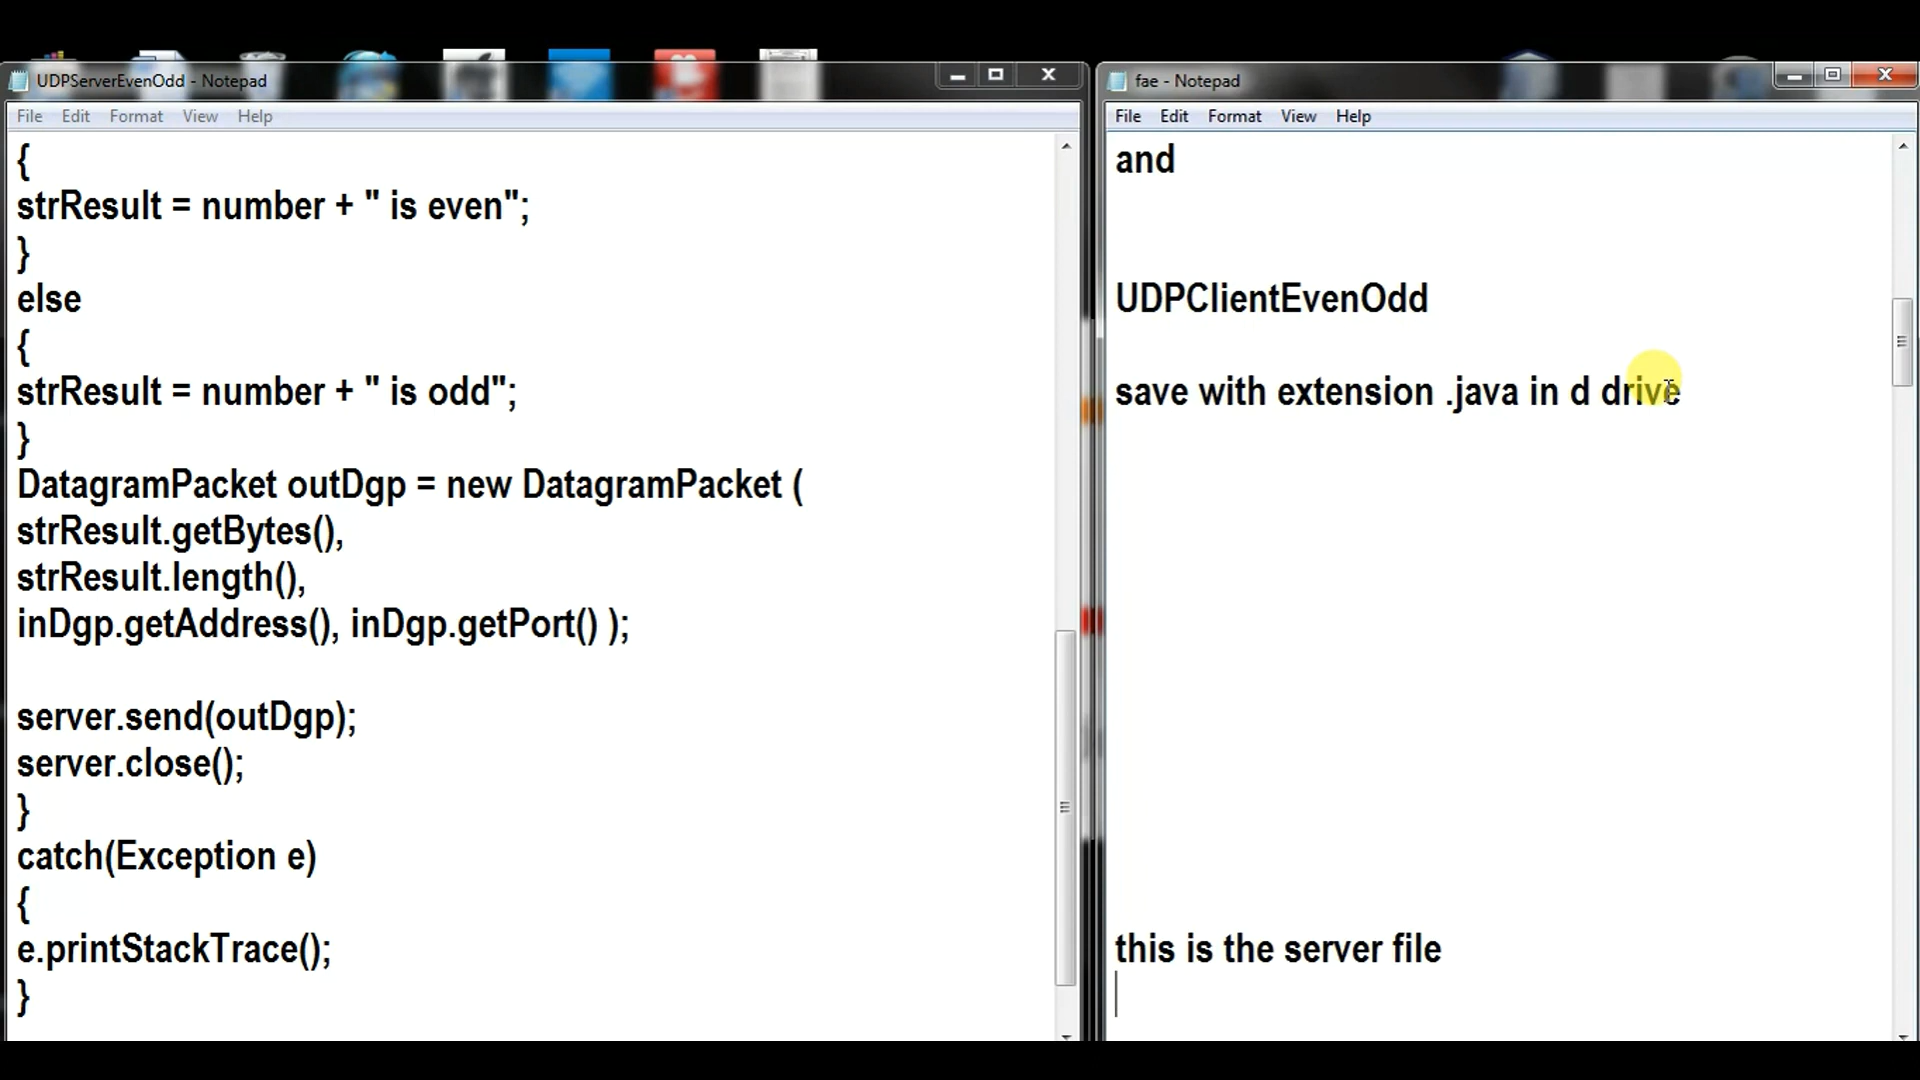 UDPServerEvenOdd - Notepad
File Edit Format View Help
{
strResult = number + " is even";
}
else
{
strResult = number + " is odd";
}
DatagramPacket outDgp = new DatagramPacket (
strResult.getBytes(),
strResult.length(),
inDgp.getAddress(), inDgp.getPort() );
server.send(outDgp);
server.close();
}
catch(Exception e)
{
e.printStackTrace();
}
fae - Notepad
File Edit Format View Help
and
UDPClientEvenOdd
save with extension .java in d drive
this is the server file